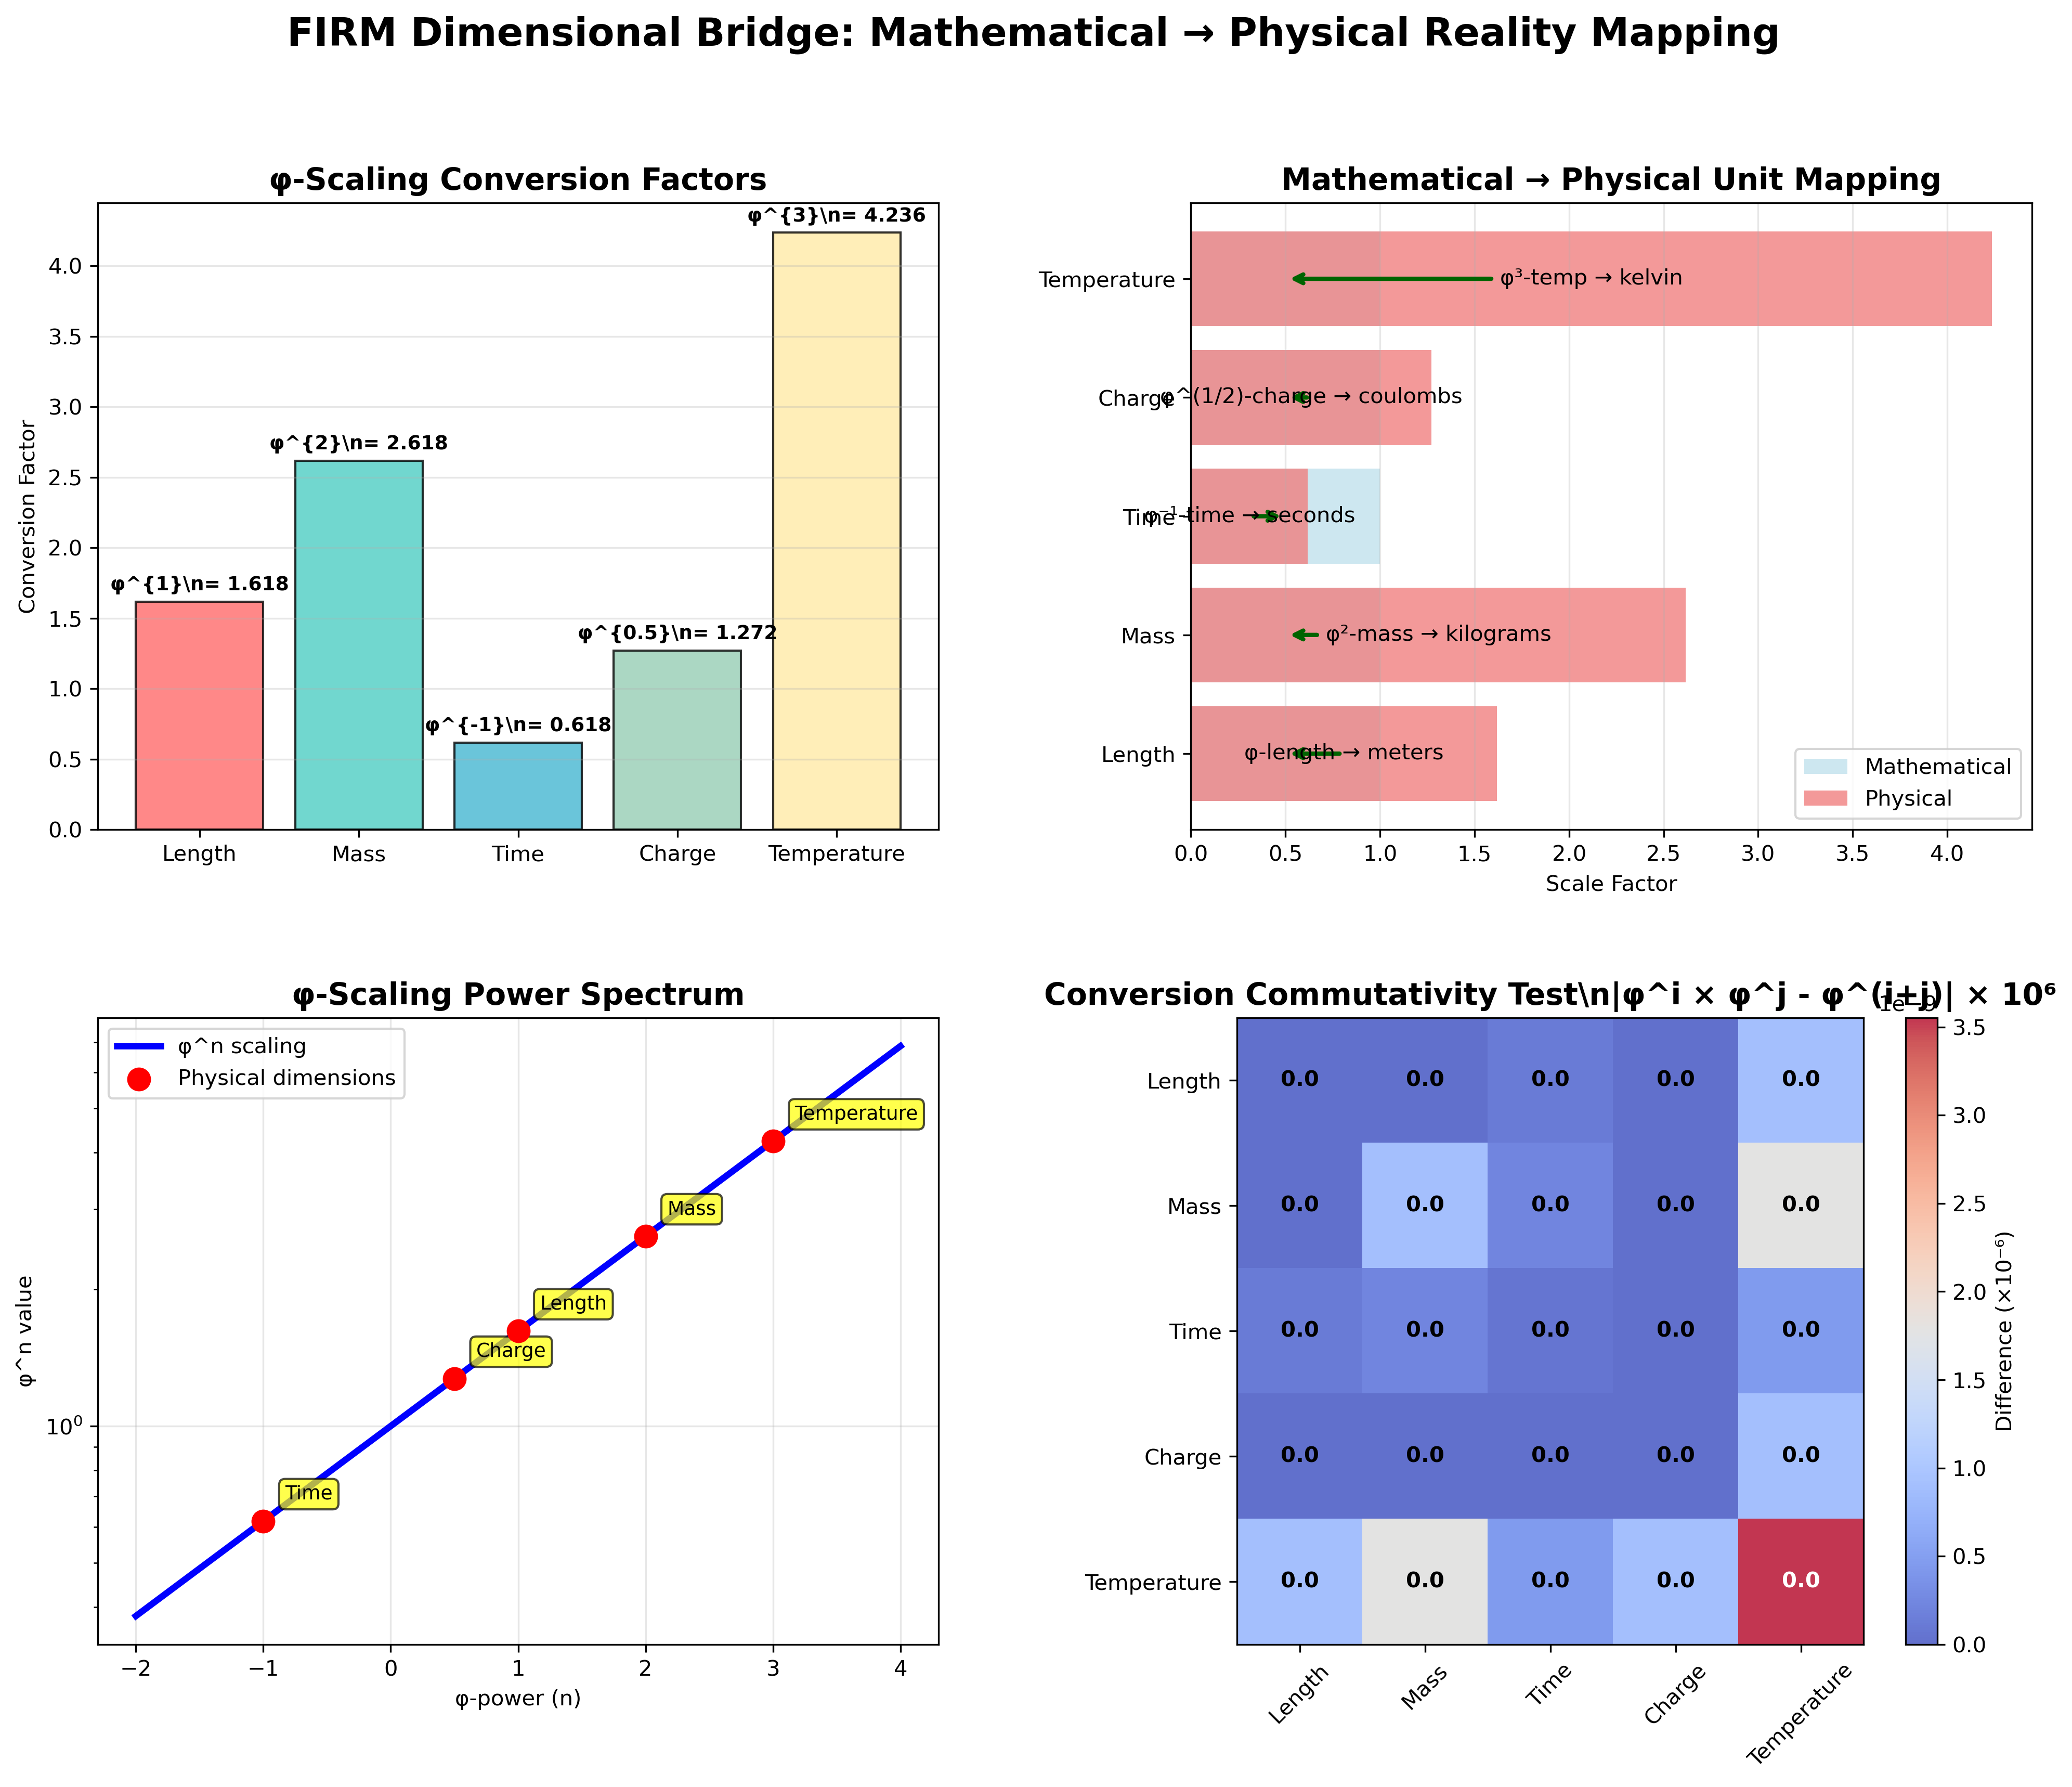 FIRM Dimensional Bridge: Mathematical → Physical Reality Mapping
φ-Scaling Conversion Factors
Conversion Factor
4.0
3.5
3.0
2.5
2.0
1.5
1.0
0.5
0.0
φ^{1}\n= 1.618
φ^{2}\n= 2.618
φ^{-1}\n= 0.618
φ^{0.5}\n= 1.272
φ^{3}\n= 4.236
Length Mass Time Charge Temperature
Mathematical → Physical Unit Mapping
Temperature
φ³-temp → kelvin
Charge
φ^(1/2)-charge → coulombs
Time
φ⁻¹-time → seconds
Mass
φ²-mass → kilograms
Length
φ-length → meters
Mathematical
Physical
0.0 0.5 1.0 1.5 2.0 2.5 3.0 3.5 4.0
Scale Factor
φ-Scaling Power Spectrum
φ^n value
φ^n scaling
Physical dimensions
Temperature
Mass
Length
Charge
Time
10⁰
−2 −1 0 1 2 3 4
φ-power (n)
Conversion Commutativity Test\n|φ^i × φ^j - φ^(i+j)| × 10⁶
1e−9
Length 0.0 0.0 0.0 0.0 0.0
Mass 0.0 0.0 0.0 0.0 0.0
Time 0.0 0.0 0.0 0.0 0.0
Charge 0.0 0.0 0.0 0.0 0.0
Temperature 0.0 0.0 0.0 0.0 0.0
Length Mass Time Charge Temperature
3.5
3.0
2.5
2.0
1.5
1.0
0.5
0.0
Difference (×10⁻⁶)